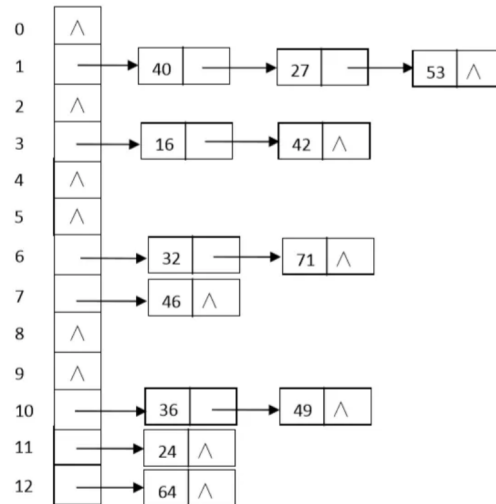 0 ∧
1 40 27 53 ∧
2 ∧
3 16 42 ∧
4 ∧
5 ∧
6 32 71 ∧
7 46 ∧
8 ∧
9 ∧
10 36 49 ∧
11 24 ∧
12 64 ∧